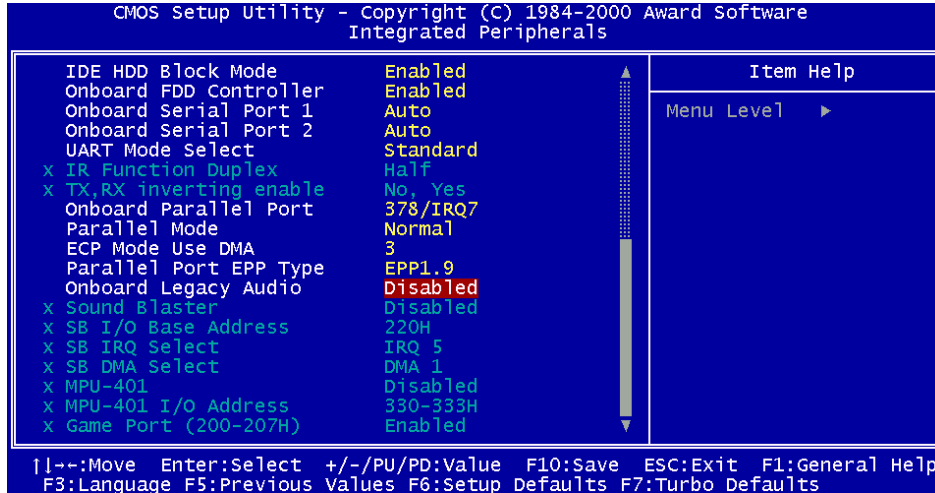 CMOS Setup Utility - Copyright (C) 1984-2000 Award Software
Integrated Peripherals
IDE HDD Block Mode Enabled
Onboard FDD Controller Enabled
Onboard Serial Port 1 Auto
Onboard Serial Port 2 Auto
UART Mode Select Standard
x IR Function Duplex Half
x TX,RX inverting enable No, Yes
Onboard Parallel Port 378/IRQ7
Parallel Mode Normal
ECP Mode Use DMA 3
Parallel Port EPP Type EPP1.9
Onboard Legacy Audio Disabled
x Sound Blaster Disabled
x SB I/O Base Address 220H
x SB IRQ Select IRQ 5
x SB DMA Select DMA 1
x MPU-401 Disabled
x MPU-401 I/O Address 330-333H
x Game Port (200-207H) Enabled
Item Help
Menu Level ▶
↑↓→←:Move Enter:Select +/-/PU/PD:Value F10:Save ESC:Exit F1:General Help
F3:Language F5:Previous Values F6:Setup Defaults F7:Turbo Defaults